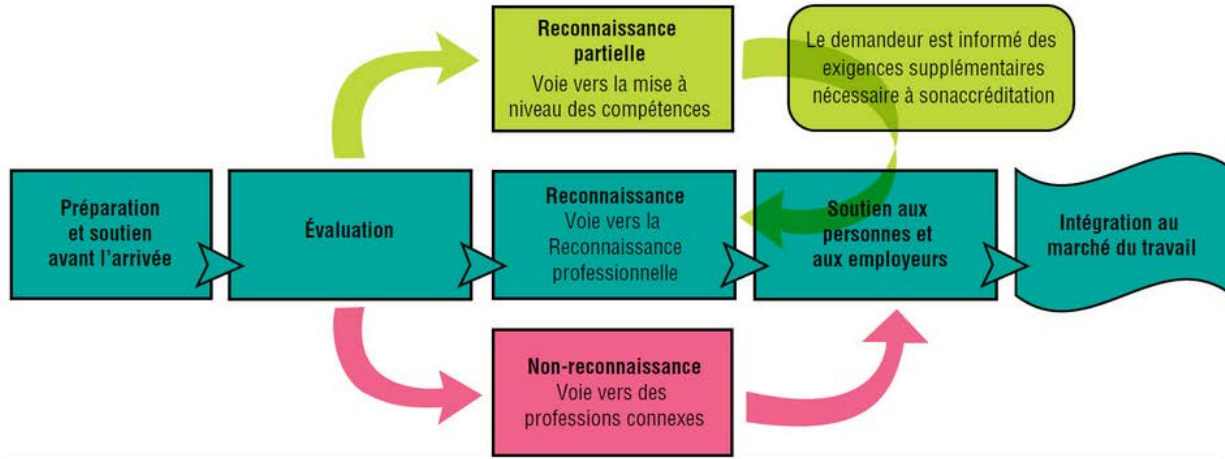 Reconnaissance
partielle
Voie vers la mise à
niveau des compétences
Le demandeur est informé des
exigences supplémentaires
nécessaire à sonaccréditation
Préparation
et soutien
avant l'arrivée
Évaluation
Reconnaissance
Voie vers la
Reconnaissance
professionnelle
Soutien aux
personnes et
aux employeurs
Intégration au
marché du travail
Non-reconnaissance
Voie vers des
professions connexes